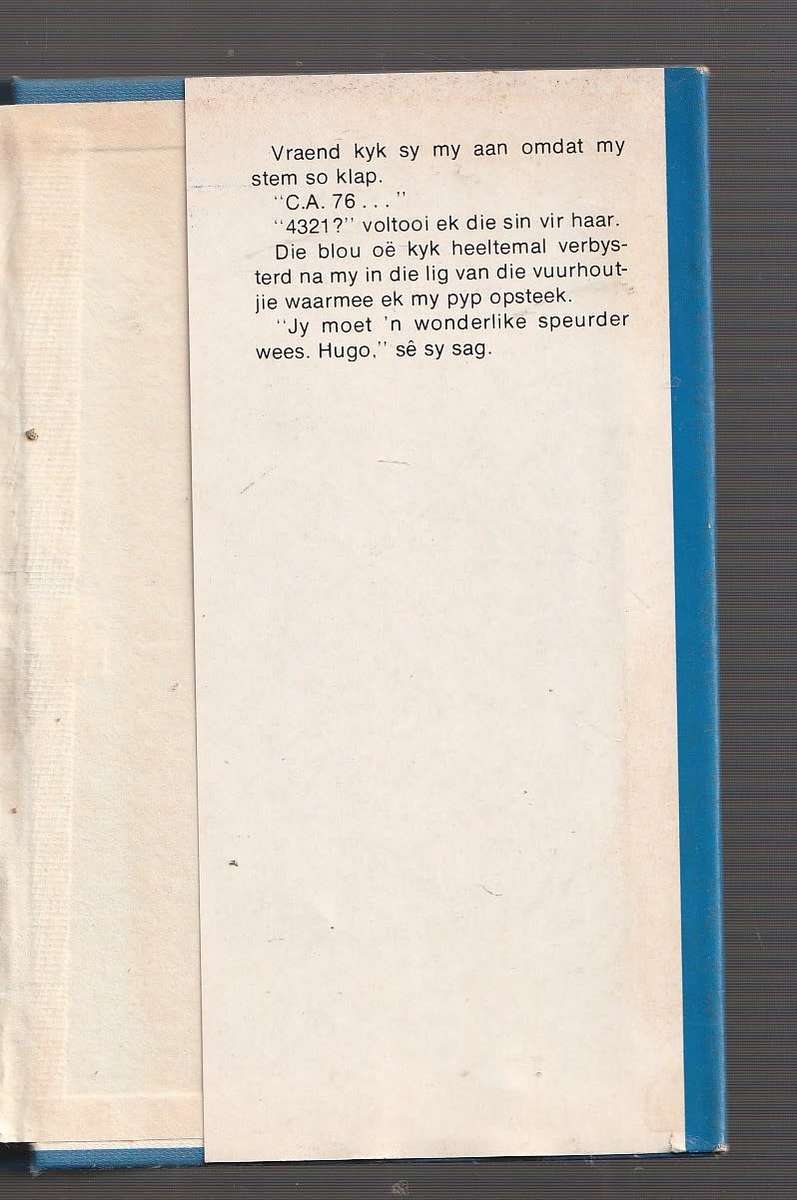 Vraend kyk sy my aan omdat my
stem so klap.
"C.A. 76 . . ."
"4321?" voltooi ek die sin vir haar.
Die blou oë kyk heeltemal verbys-
terd na my in die lig van die vuurhout-
jie waarmee ek my pyp opsteek.
"Jy moet 'n wonderlike speurder
wees. Hugo," sê sy sag.